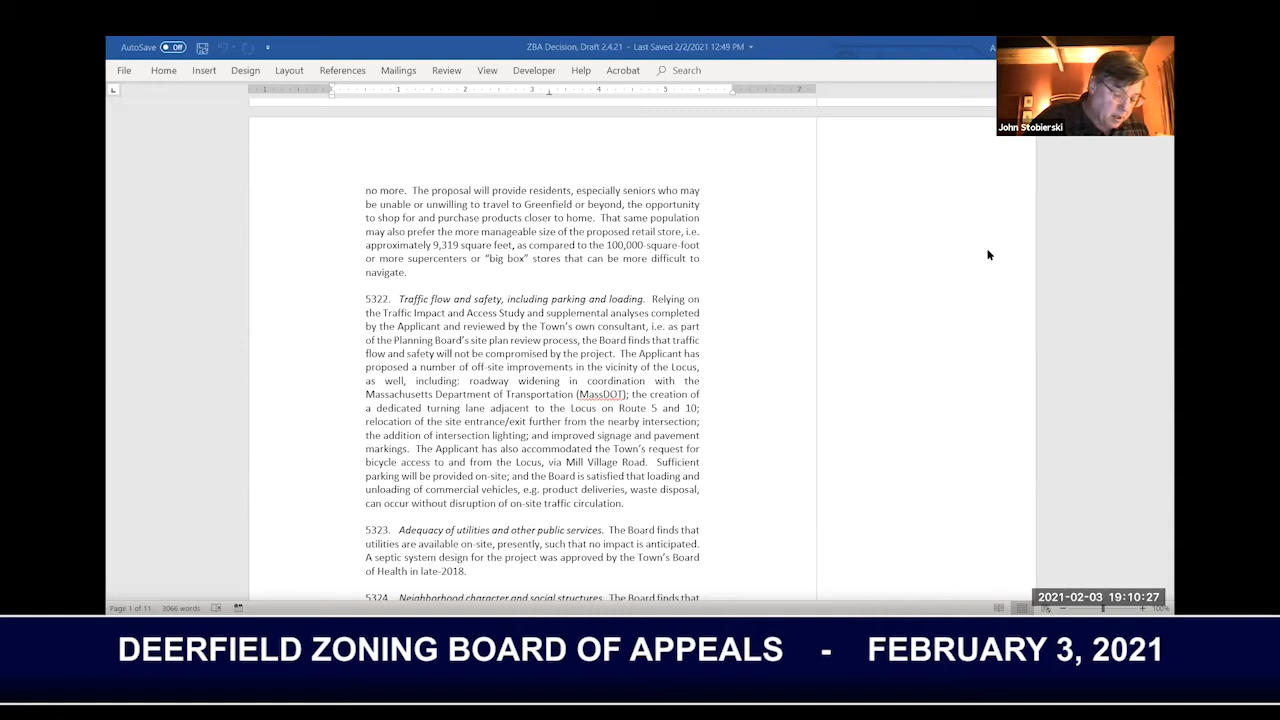 AutoSave Off
ZBA Decision, Draft 2.4.21 - Last Saved 2/2/2021 12:49 PM
File Home Insert Design Layout References Mailings Review View Developer Help Acrobat Search
John Stobierski
1 1 2 3 4 5 7
no more. The proposal will provide residents, especially seniors who may
be unable or unwilling to travel to Greenfield or beyond, the opportunity
to shop for and purchase products closer to home. That same population
may also prefer the more manageable size of the proposed retail store, i.e.
approximately 9,319 square feet, as compared to the 100,000-square-foot
or more supercenters or “big box” stores that can be more difficult to
navigate.
5322. Traffic flow and safety, including parking and loading. Relying on
the Traffic Impact and Access Study and supplemental analyses completed
by the Applicant and reviewed by the Town’s own consultant, i.e. as part
of the Planning Board’s site plan review process, the Board finds that traffic
flow and safety will not be compromised by the project. The Applicant has
proposed a number of off-site improvements in the vicinity of the Locus,
as well, including: roadway widening in coordination with the
Massachusetts Department of Transportation (MassDOT); the creation of
a dedicated turning lane adjacent to the Locus on Route 5 and 10;
relocation of the site entrance/exit further from the nearby intersection;
the addition of intersection lighting; and improved signage and pavement
markings. The Applicant has also accommodated the Town’s request for
bicycle access to and from the Locus, via Mill Village Road. Sufficient
parking will be provided on-site; and the Board is satisfied that loading and
unloading of commercial vehicles, e.g. product deliveries, waste disposal,
can occur without disruption of on-site traffic circulation.
5323. Adequacy of utilities and other public services. The Board finds that
utilities are available on-site, presently, such that no impact is anticipated.
A septic system design for the project was approved by the Town’s Board
of Health in late-2018.
5324. Neighborhood character and social structures. The Board finds that
2021-02-03 19:10:27
Page 1 of 11 3066 words 100%
DEERFIELD ZONING BOARD OF APPEALS - FEBRUARY 3, 2021